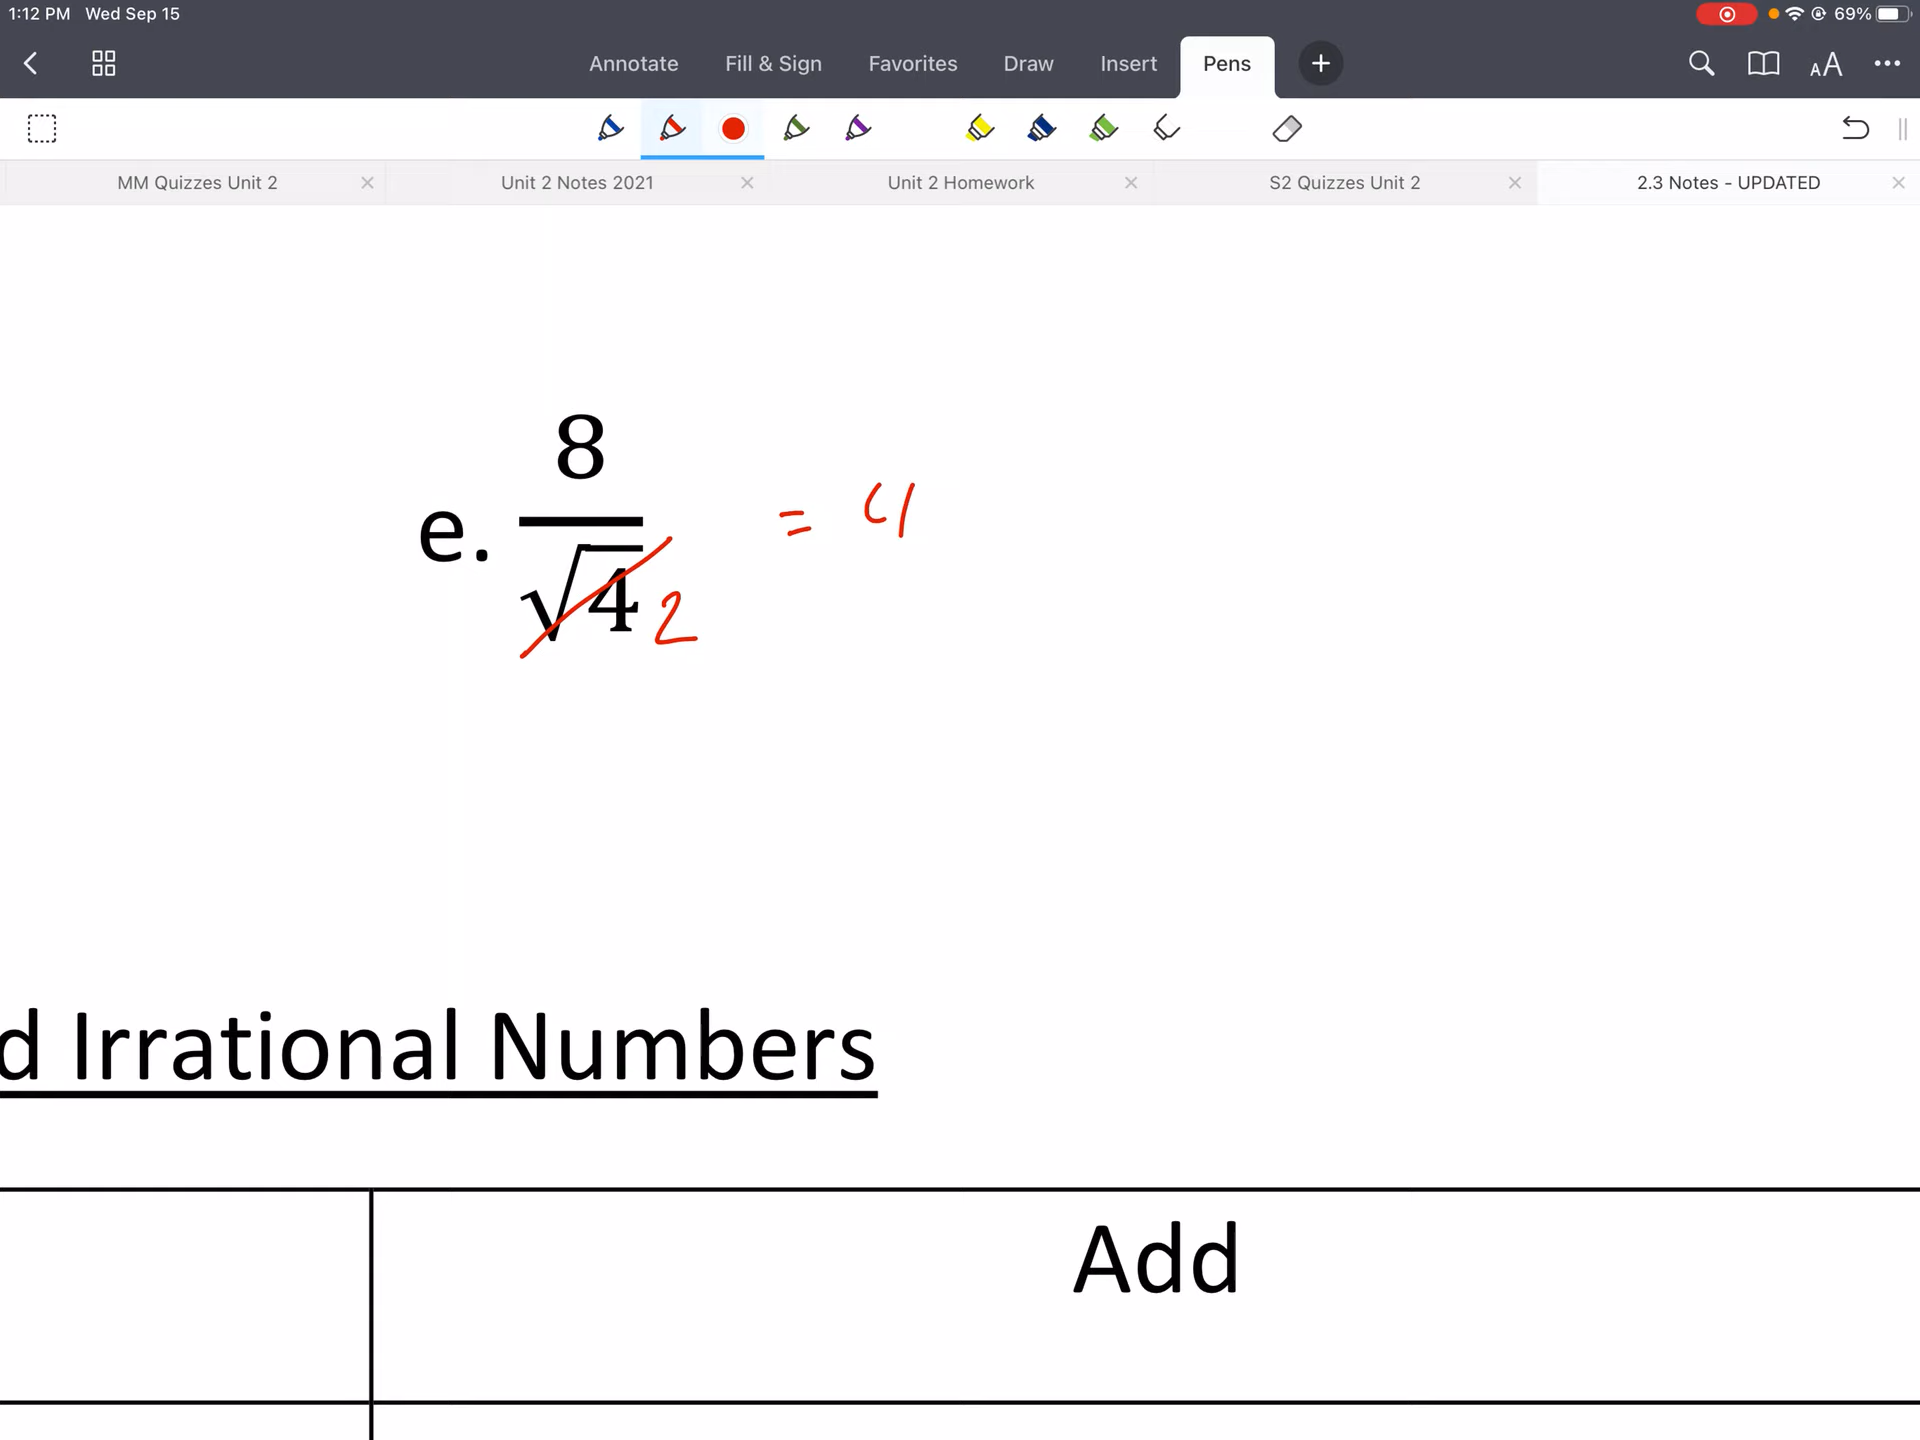 1:12 PM Wed Sep 15 69%
Annotate Fill & Sign Favorites Draw Insert Pens +
AA
MM Quizzes Unit 2 Unit 2 Notes 2021 Unit 2 Homework S2 Quizzes Unit 2 2.3 Notes - UPDATED
8
e. = 4
√4 2
d Irrational Numbers
Add